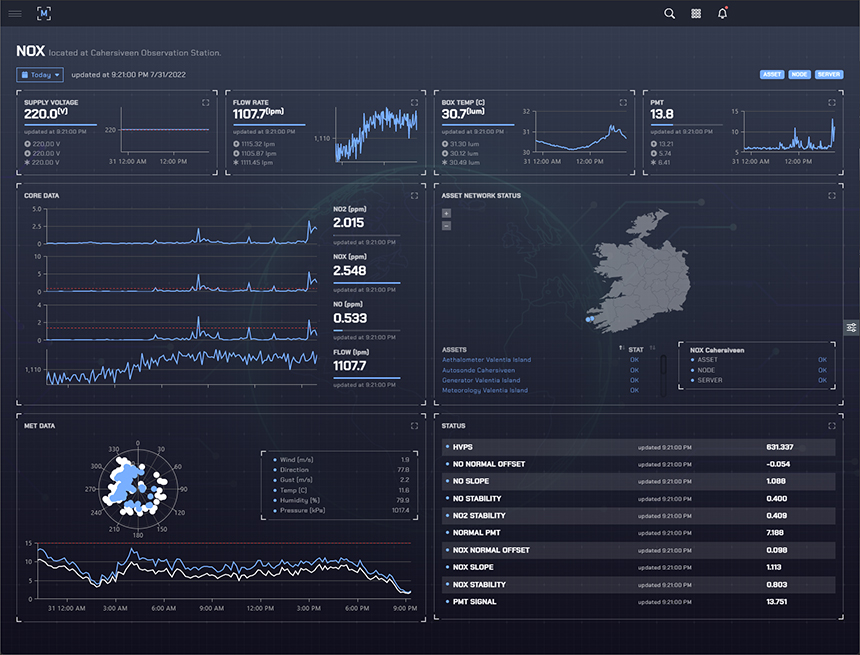 M
NOX located at Cahersiveen Observation Station.
Today updated at 9:21:00 PM 7/31/2022
ASSET NODE SERVER
SUPPLY VOLTAGE
220.0(V)
updated at 9:21:00 PM
220.00 V
220.00 V
220.00 V
220
31 12:00 AM 12:00 PM
FLOW RATE
1107.7(lpm)
updated at 9:21:00 PM
1115.32 lpm
1105.87 lpm
1111.45 lpm
1,110
BOX TEMP (C)
30.7(lum)
updated at 9:21:00 PM
31.30 lum
30.12 lum
30.49 lum
32
31
30
31 12:00 AM 12:00 PM
PMT
13.8
updated at 9:21:00 PM
13.21
5.74
6.41
15
10
5
31 12:00 AM 12:00 PM
CORE DATA
5.0
2.5
0
NO2 (ppm)
2.015
updated at 9:21:00 PM
10
5
0
NOX (ppm)
2.548
updated at 9:21:00 PM
4
2
0
NO (ppm)
0.533
updated at 9:21:00 PM
1,110
FLOW (lpm)
1107.7
updated at 9:21:00 PM
ASSET NETWORK STATUS
+
−
ASSETS STAT
Aethalometer Valentia Island OK
Autosonde Cahersiveen OK
Generator Valentia Island OK
Meteorology Valentia Island OK
NOX Cahersiveen
ASSET OK
NODE OK
SERVER OK
MET DATA
0
30
60
90
120
150
180
210
240
270
300
330
Wind (m/s) 1.9
Direction 77.8
Gust (m/s) 2.2
Temp (C) 11.6
Humidity (%) 79.9
Pressure (kPa) 1017.4
15
10
5
0
31 12:00 AM 3:00 AM 6:00 AM 9:00 AM 12:00 PM 3:00 PM 6:00 PM 9:00 PM
STATUS
HVPS updated 9:21:00 PM 631.337
NO NORMAL OFFSET updated 9:21:00 PM -0.054
NO SLOPE updated 9:21:00 PM 1.088
NO STABILITY updated 9:21:00 PM 0.400
NO2 STABILITY updated 9:21:00 PM 0.409
NORMAL PMT updated 9:21:00 PM 7.188
NOX NORMAL OFFSET updated 9:21:00 PM 0.098
NOX SLOPE updated 9:21:00 PM 1.113
NOX STABILITY updated 9:21:00 PM 0.803
PMT SIGNAL updated 9:21:00 PM 13.751